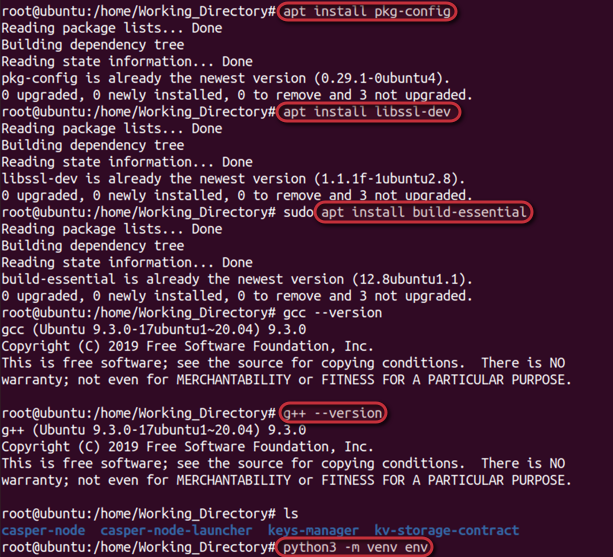 root@ubuntu:/home/Working_Directory# apt install pkg-config
Reading package lists... Done
Building dependency tree
Reading state information... Done
pkg-config is already the newest version (0.29.1-0ubuntu4).
0 upgraded, 0 newly installed, 0 to remove and 3 not upgraded.
root@ubuntu:/home/Working_Directory# apt install libssl-dev
Reading package lists... Done
Building dependency tree
Reading state information... Done
libssl-dev is already the newest version (1.1.1f-1ubuntu2.8).
0 upgraded, 0 newly installed, 0 to remove and 3 not upgraded.
root@ubuntu:/home/Working_Directory# sudo apt install build-essential
Reading package lists... Done
Building dependency tree
Reading state information... Done
build-essential is already the newest version (12.8ubuntu1.1).
0 upgraded, 0 newly installed, 0 to remove and 3 not upgraded.
root@ubuntu:/home/Working_Directory# gcc --version
gcc (Ubuntu 9.3.0-17ubuntu1~20.04) 9.3.0
Copyright (C) 2019 Free Software Foundation, Inc.
This is free software; see the source for copying conditions.  There is NO
warranty; not even for MERCHANTABILITY or FITNESS FOR A PARTICULAR PURPOSE.
root@ubuntu:/home/Working_Directory# g++ --version
g++ (Ubuntu 9.3.0-17ubuntu1~20.04) 9.3.0
Copyright (C) 2019 Free Software Foundation, Inc.
This is free software; see the source for copying conditions.  There is NO
warranty; not even for MERCHANTABILITY or FITNESS FOR A PARTICULAR PURPOSE.
root@ubuntu:/home/Working_Directory# ls
casper-node  casper-node-launcher  keys-manager  kv-storage-contract
root@ubuntu:/home/Working_Directory# python3 -m venv env